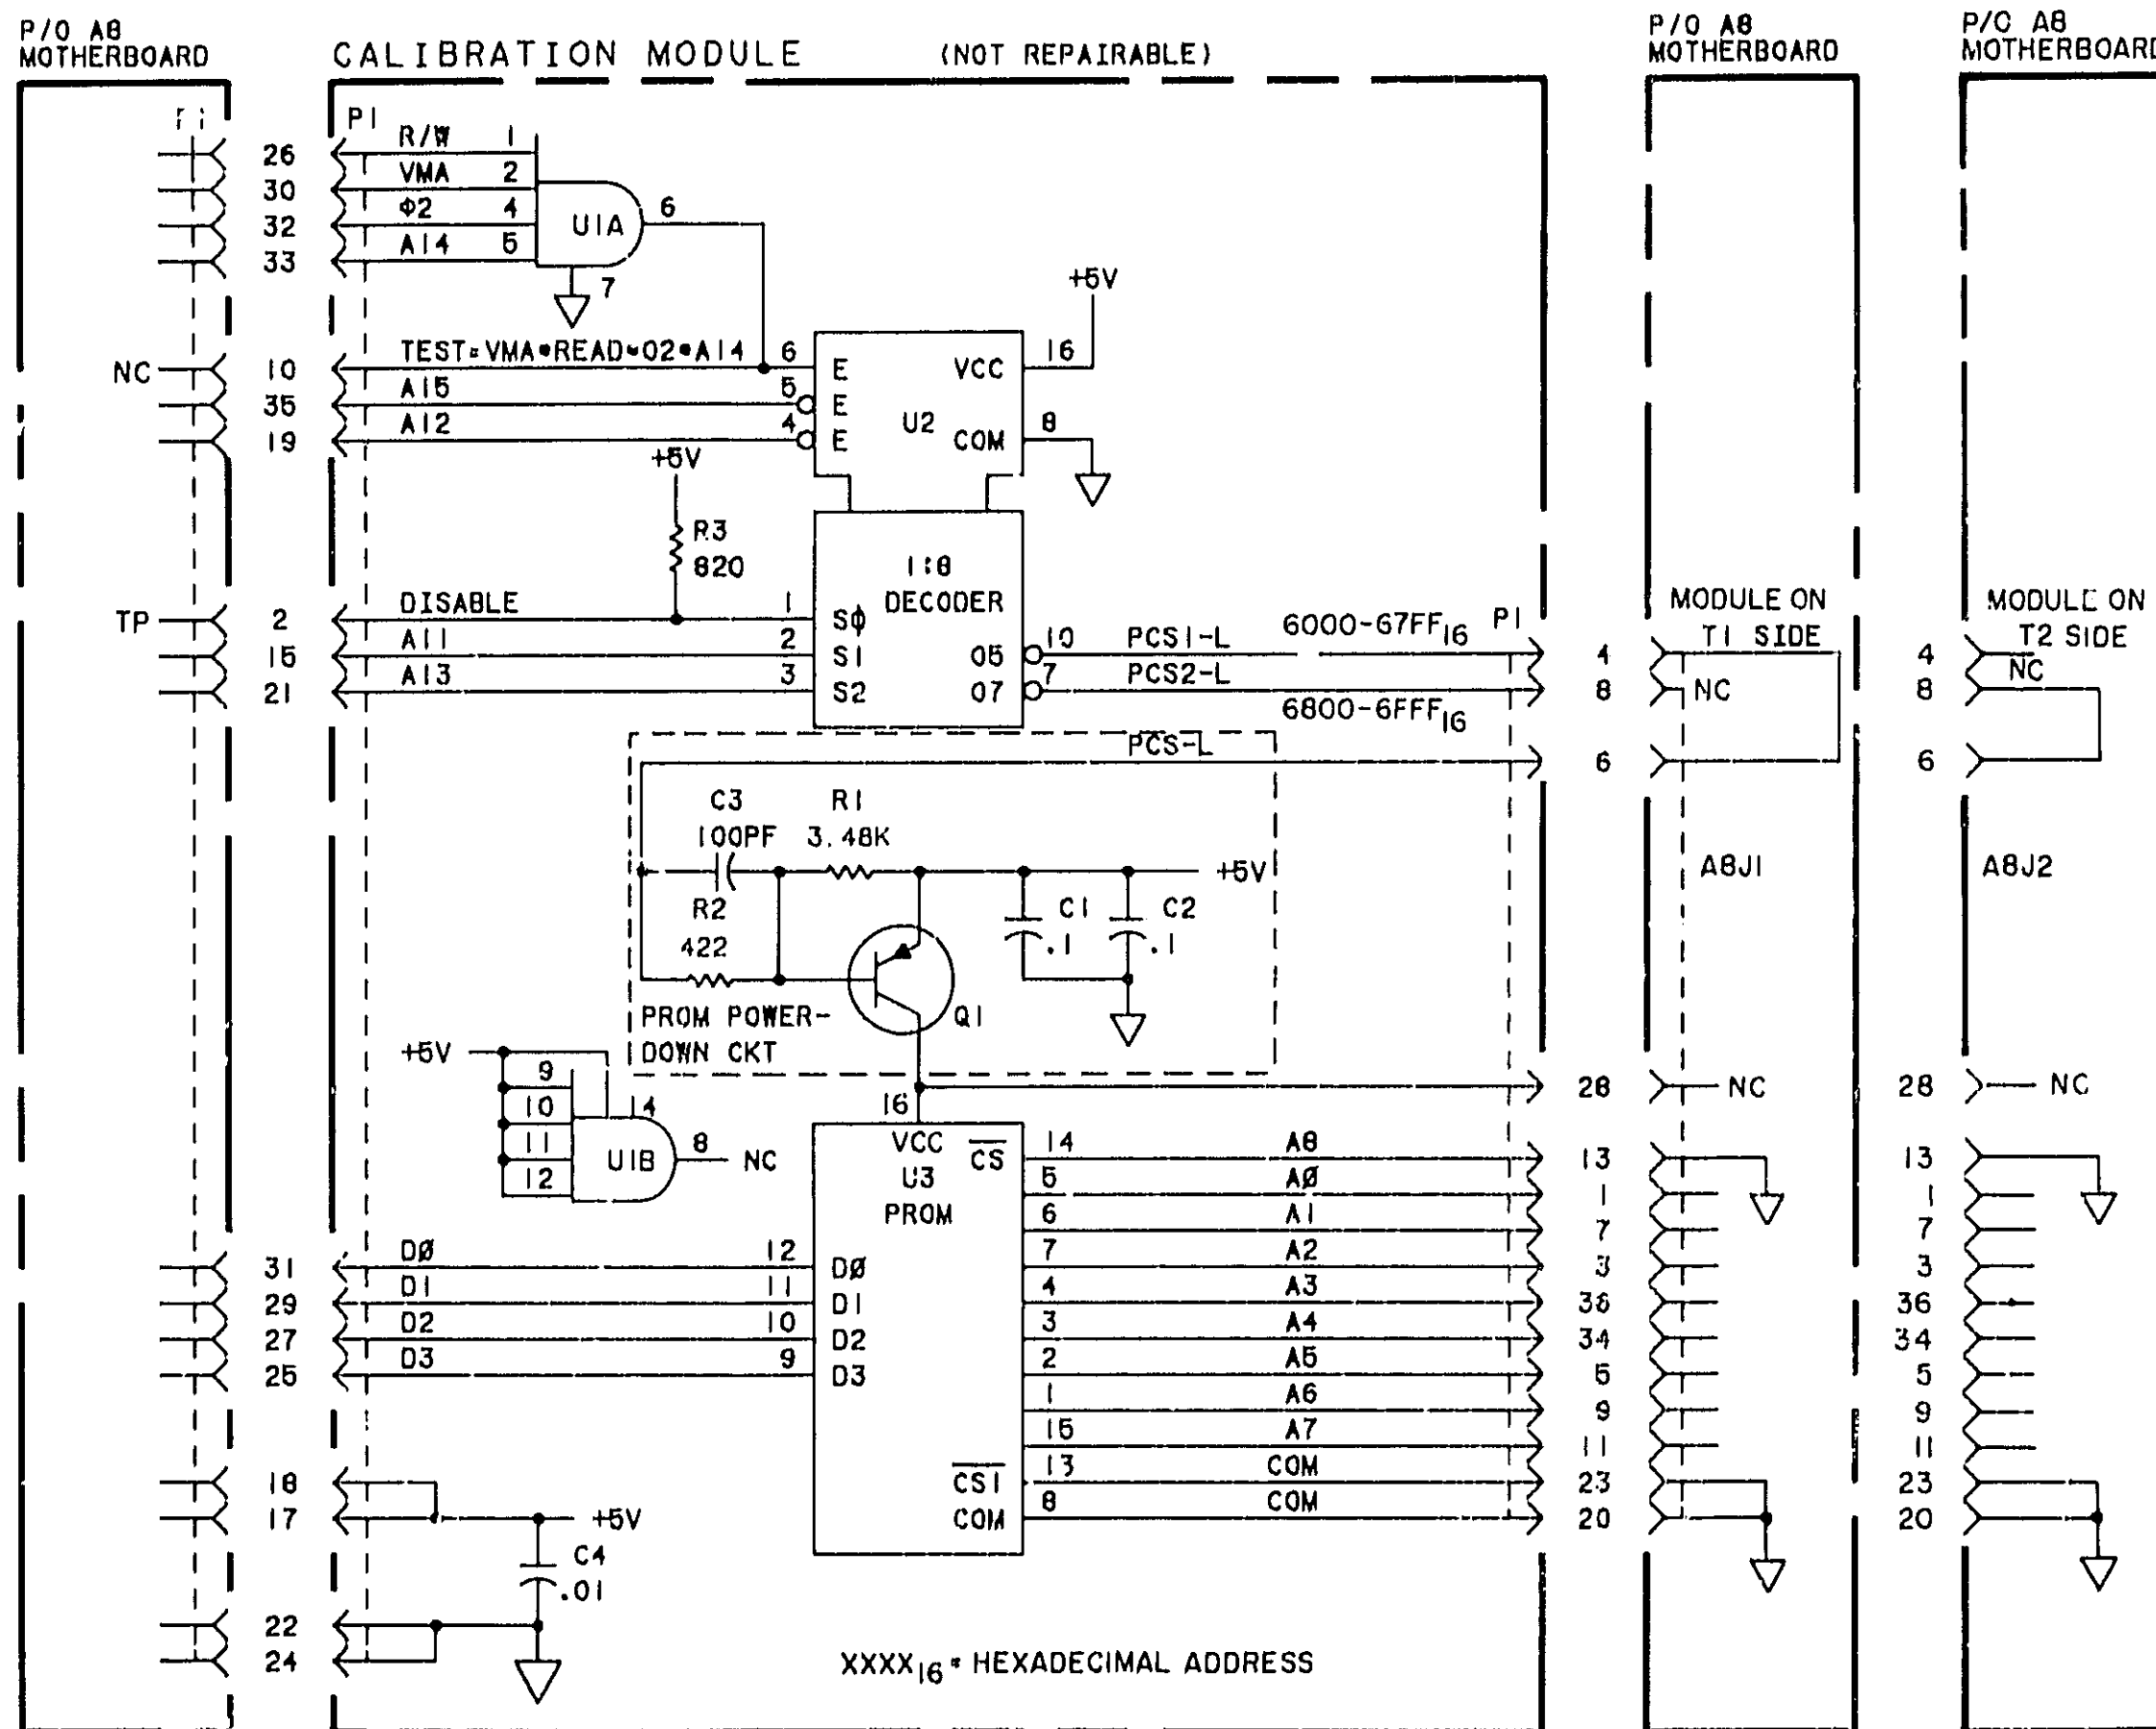 P/O A8
MOTHERBOARD
CALIBRATION MODULE (NOT REPAIRABLE)
P/O A8
MOTHERBOARD
P/O A8
MOTHERBOARD
P1
26 R/W 1
30 VMA 2
32 Φ2 4
33 A14 5
U1A 6
7
+5V
NC 10 TEST=VMA•READ•02•A14 6 E VCC 16
35 A15 5 E
U2
19 A12 4 E COM 8
+5V
R3
820
1:8
DECODER
TP 2 DISABLE 1 SΦ
15 A11 2 S1 05 10 PCS1-L 6000-67FF16 P1
21 A13 3 S2 07 7 PCS2-L
6800-6FFF16
MODULE ON
T1 SIDE
MODULE ON
T2 SIDE
4 4 NC
8 NC 8
PCS-L 6 6
C3
100PF
R1
3.48K
+5V
R2
422
C1
.1
C2
.1
Q1
A8J1 A8J2
PROM POWER-
DOWN CKT
+5V
9
10 14
11
12
U1B 8 NC
28 NC 28 NC
16
VCC CS 14 A8 13 13
U3
PROM
5 AØ 1 1
6 A1 7 7
7 A2 3 3
4 A3 36 36
3 A4 34 34
2 A5 5 5
1 A6 9 9
15 A7 11 11
CS1 13 COM 23 23
COM 8 COM 20 20
31 DØ 12 DØ
29 D1 11 D1
27 D2 10 D2
25 D3 9 D3
18
17 +5V
C4
.01
22
24
XXXX16 = HEXADECIMAL ADDRESS